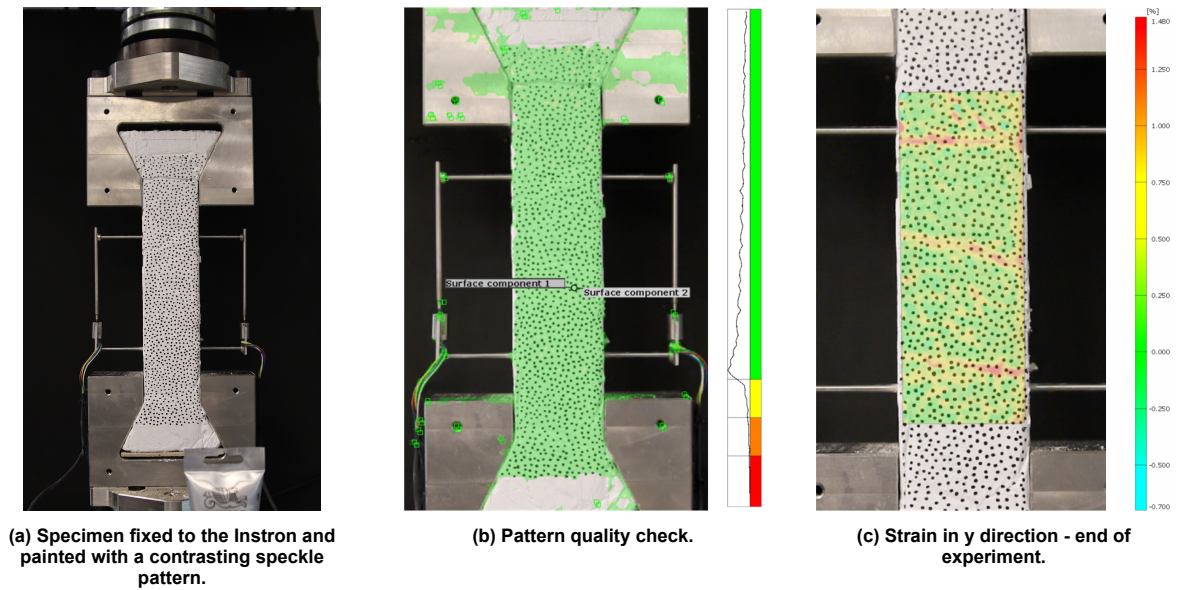 Surface component 1
Surface component 2
[%]
1.480
1.250
1.000
0.750
0.500
0.250
0.000
-0.250
-0.500
-0.700
(a) Specimen fixed to the Instron and
painted with a contrasting speckle
pattern.
(b) Pattern quality check.
(c) Strain in y direction - end of
experiment.